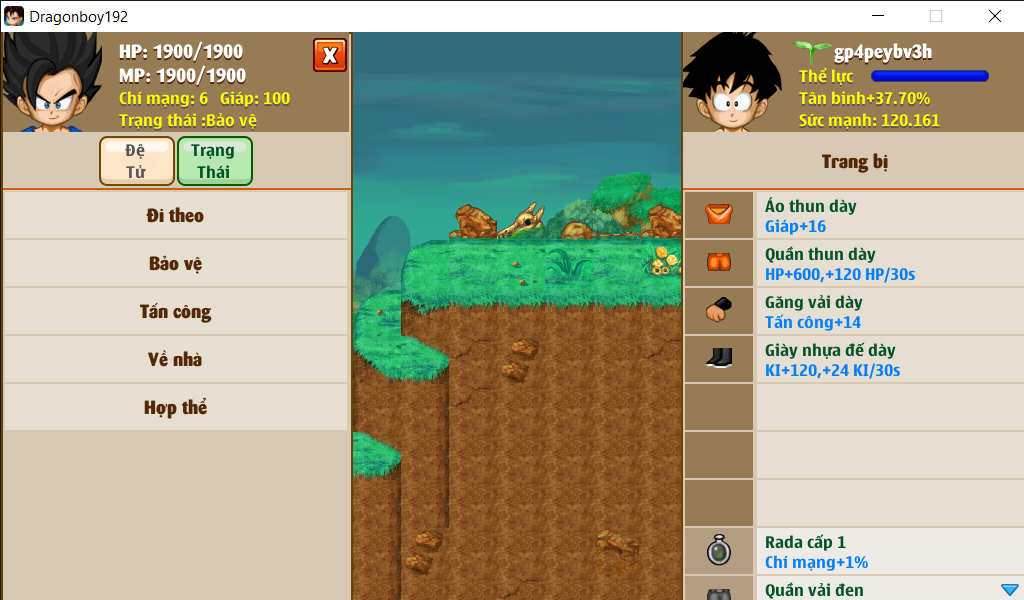 Dragonboy192
HP: 1900/1900
MP: 1900/1900
Chí mạng: 6 Giáp: 100
Trạng thái :Bảo vệ
X
Đệ
Tử
Trạng
Thái
Đi theo
Bảo vệ
Tấn công
Về nhà
Hợp thể
gp4peybv3h
Thể lực
Tân binh+37.70%
Sức mạnh: 120.161
Trang bị
Áo thun dày
Giáp+16
Quần thun dày
HP+600,+120 HP/30s
Găng vải dày
Tấn công+14
Giày nhựa đế dày
KI+120,+24 KI/30s
Rada cấp 1
Chí mạng+1%
Quần vải đen